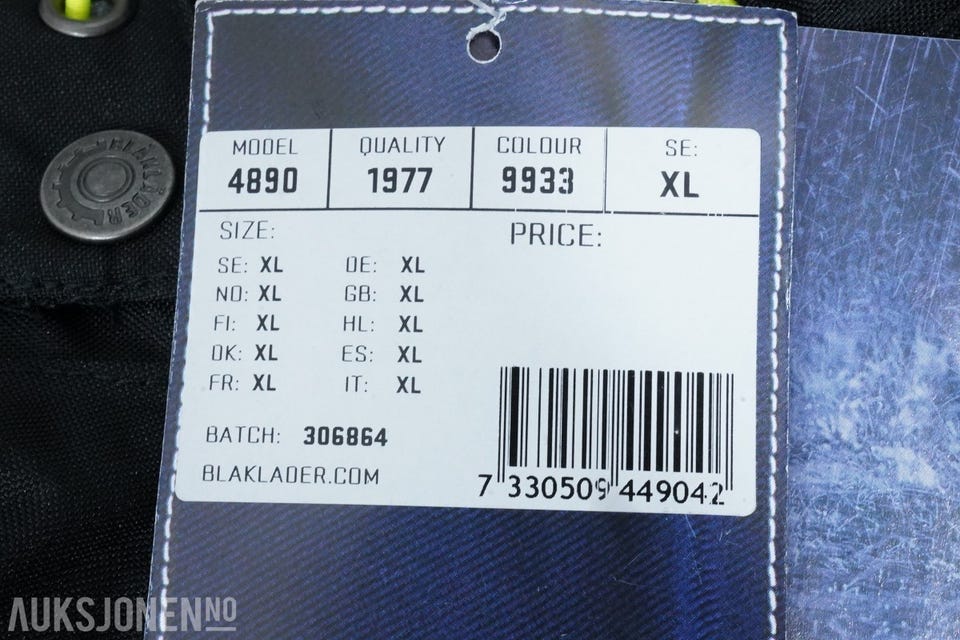 BLÅKLÄDER
MODEL QUALITY COLOUR SE:
4890 1977 9933 XL
SIZE: PRICE:
SE: XL DE: XL
NO: XL GB: XL
FI: XL HL: XL
DK: XL ES: XL
FR: XL IT: XL
BATCH: 306864
BLAKLADER.COM
7 330509 449042
AUKSJONEN NO